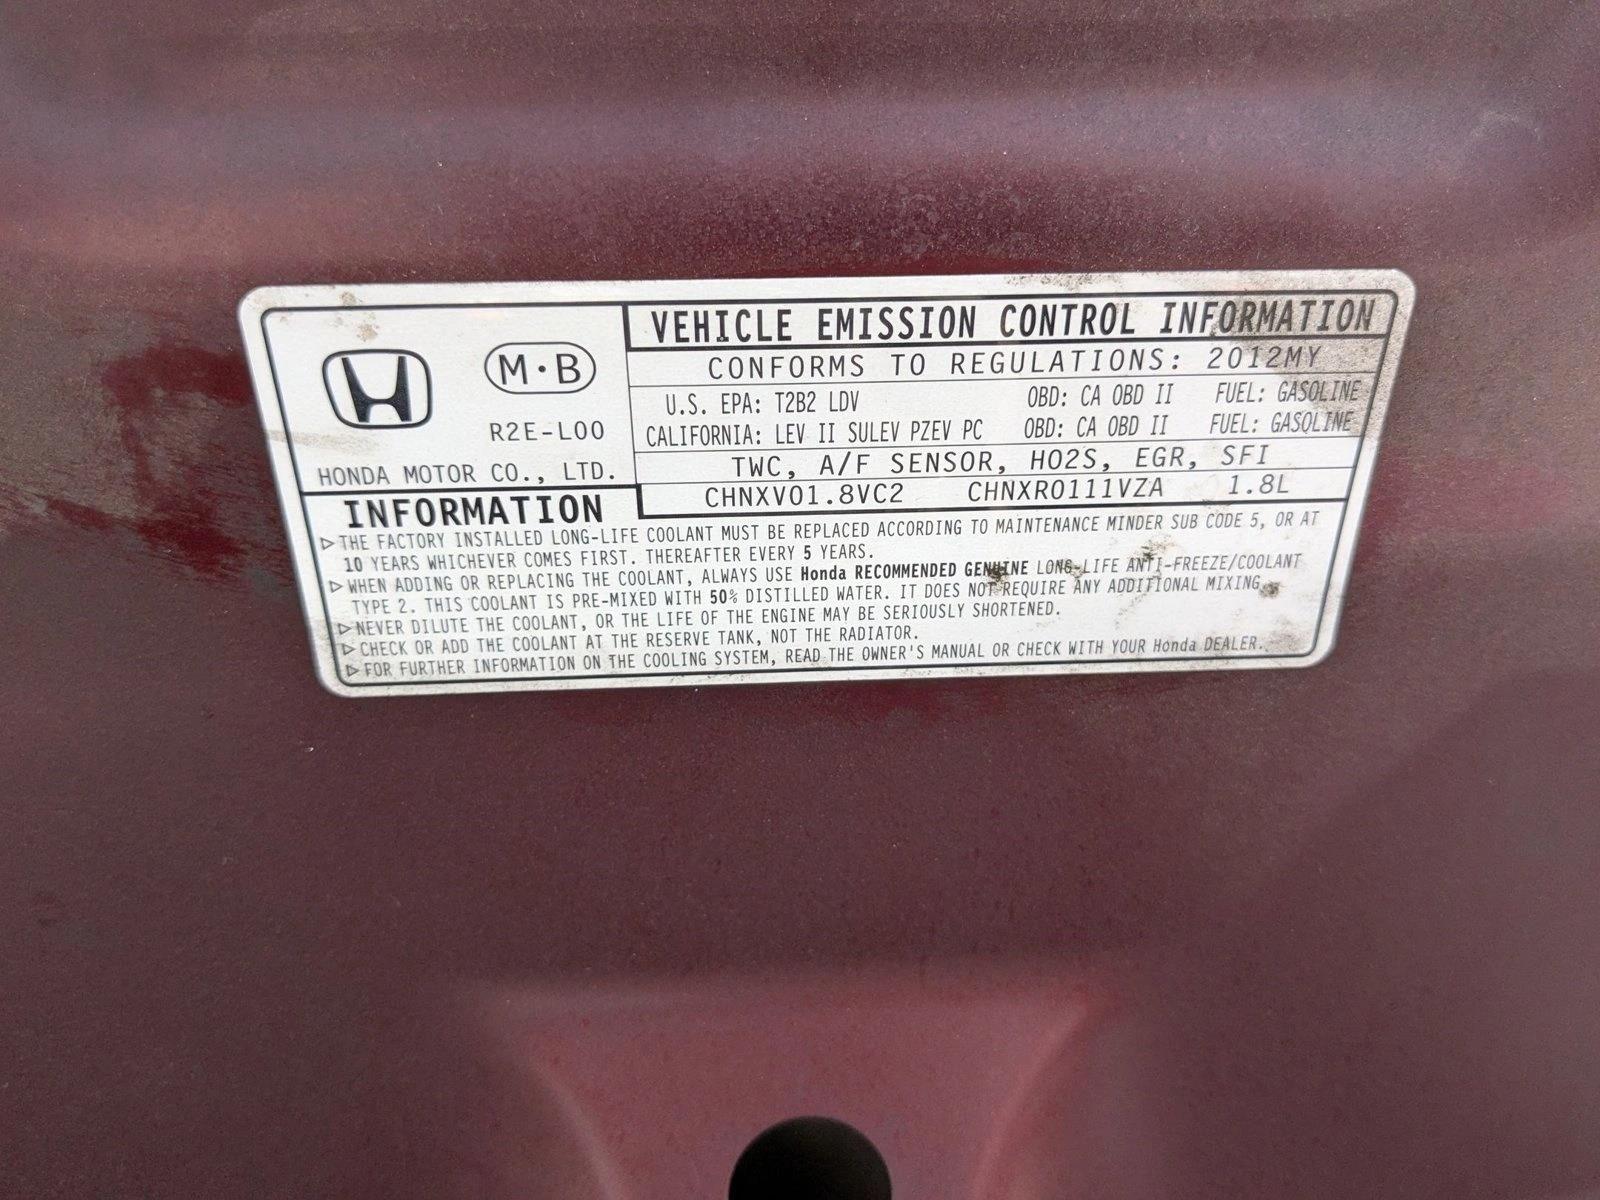 VEHICLE EMISSION CONTROL INFORMATION
M·B
CONFORMS TO REGULATIONS: 2012MY
U.S. EPA: T2B2 LDV OBD: CA OBD II FUEL: GASOLINE
R2E-L00
CALIFORNIA: LEV II SULEV PZEV PC OBD: CA OBD II FUEL: GASOLINE
HONDA MOTOR CO., LTD.
TWC, A/F SENSOR, HO2S, EGR, SFI
CHNXV01.8VC2 CHNXR0111VZA 1.8L
INFORMATION
▷THE FACTORY INSTALLED LONG-LIFE COOLANT MUST BE REPLACED ACCORDING TO MAINTENANCE MINDER SUB CODE 5, OR AT
10 YEARS WHICHEVER COMES FIRST. THEREAFTER EVERY 5 YEARS.
▷WHEN ADDING OR REPLACING THE COOLANT, ALWAYS USE Honda RECOMMENDED GENUINE LONG-LIFE ANTI-FREEZE/COOLANT
TYPE 2. THIS COOLANT IS PRE-MIXED WITH 50% DISTILLED WATER. IT DOES NOT REQUIRE ANY ADDITIONAL MIXING.
▷NEVER DILUTE THE COOLANT, OR THE LIFE OF THE ENGINE MAY BE SERIOUSLY SHORTENED.
▷CHECK OR ADD THE COOLANT AT THE RESERVE TANK, NOT THE RADIATOR.
▷FOR FURTHER INFORMATION ON THE COOLING SYSTEM, READ THE OWNER'S MANUAL OR CHECK WITH YOUR Honda DEALER.